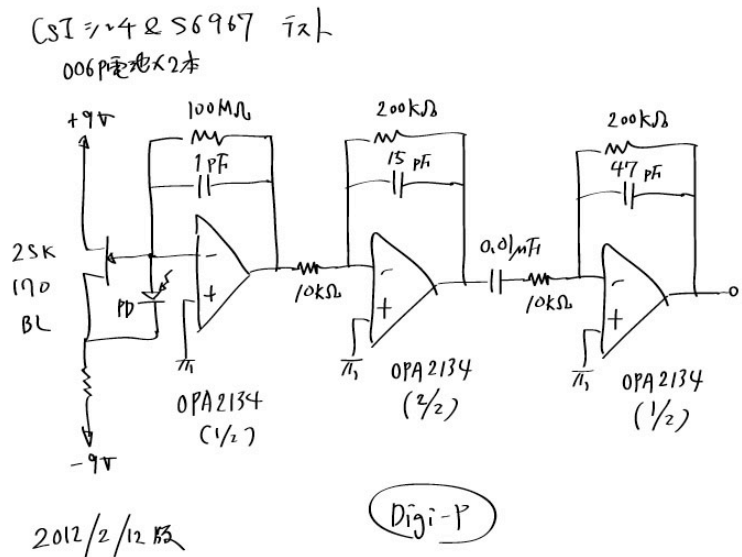 CsI シンチ & S6967 テスト
006P電池×2本
+9V
100MΩ
1pF
200kΩ
15pF
200kΩ
47pF
2SK
170
BL
PD
-
+
10kΩ
-
+
0.01μF
10kΩ
-
+
OPA2134
(1/2)
OPA2134
(2/2)
OPA2134
(1/2)
-9V
2012/2/12版
Digi-P